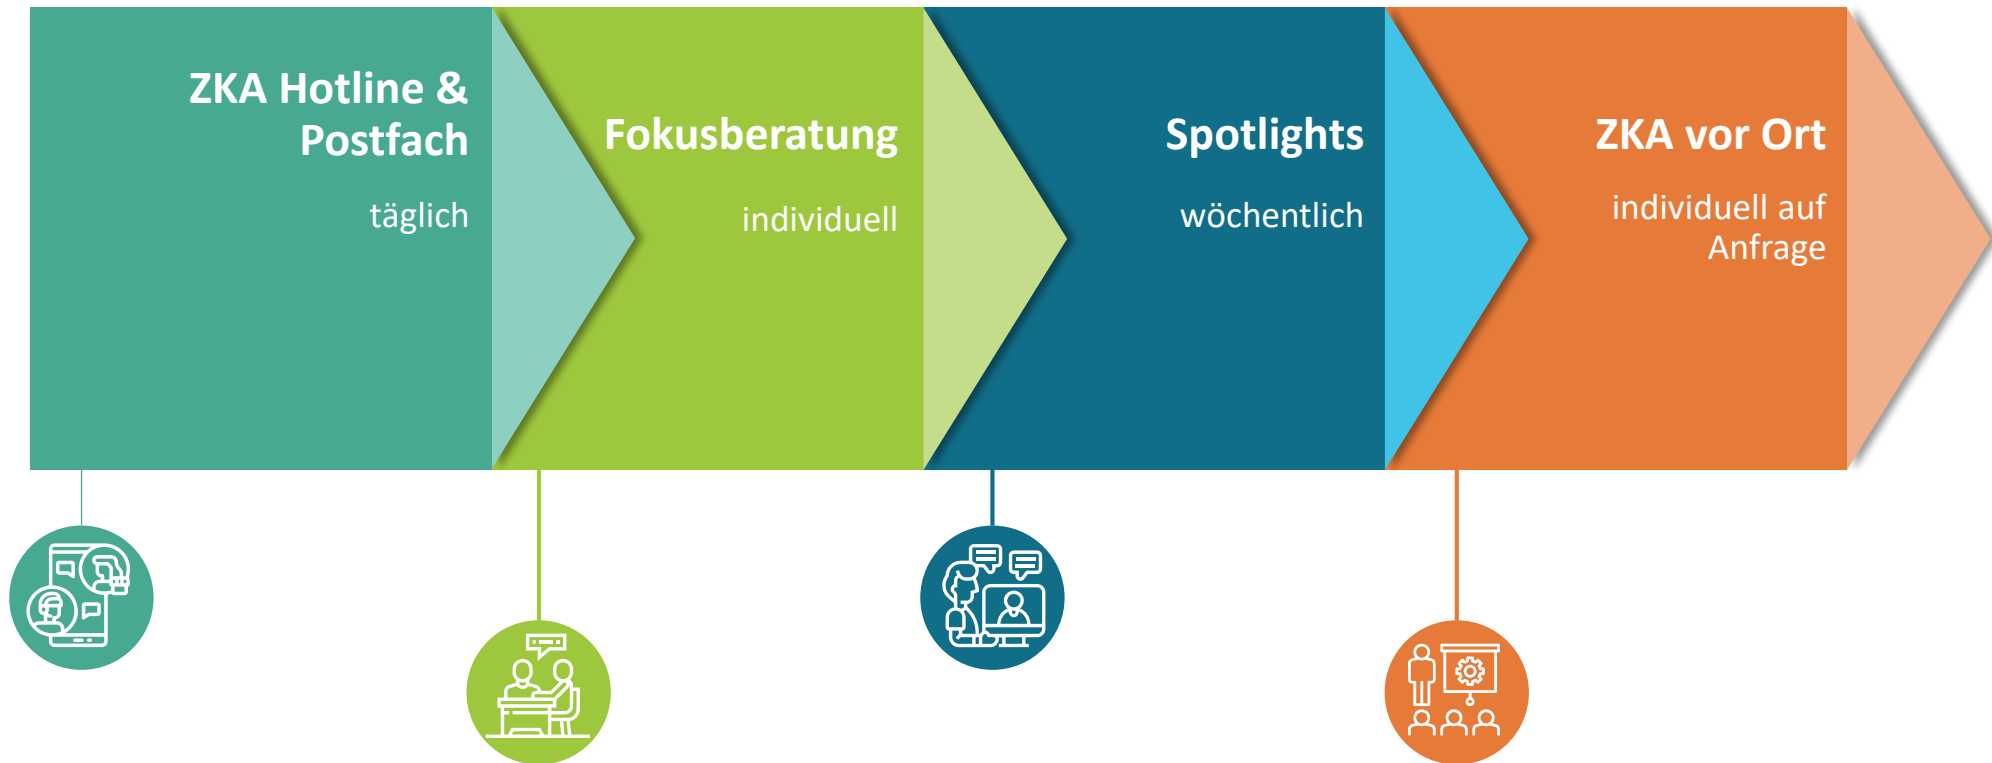 ZKA Hotline &
Postfach
täglich
Fokusberatung
individuell
Spotlights
wöchentlich
ZKA vor Ort
individuell auf
Anfrage